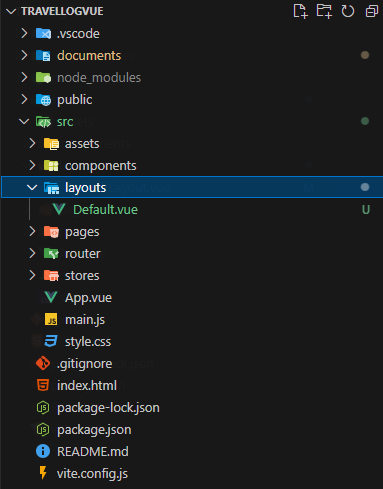 TRAVELLOGVUE
.vscode
documents
node_modules
public
src
assets
components
layouts
Default.vue U
pages
router
stores
App.vue
JS main.js
style.css
.gitignore
index.html
package-lock.json
package.json
README.md
vite.config.js